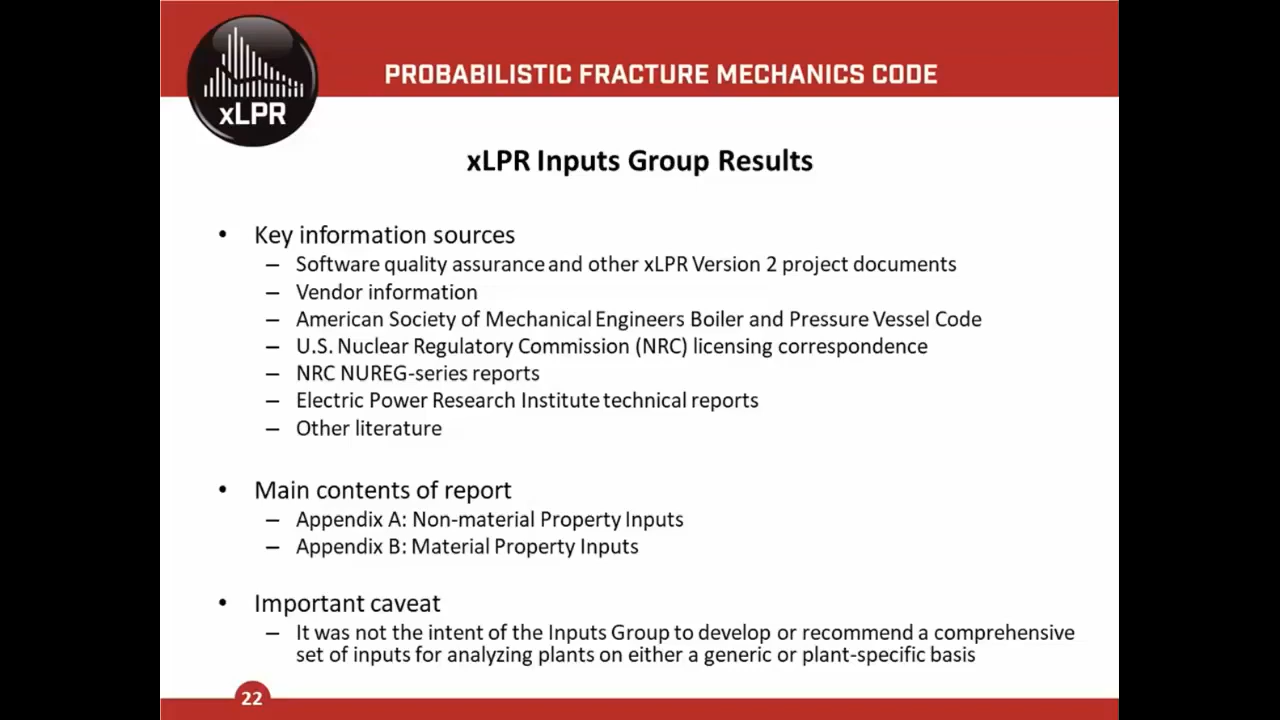 xLPR
PROBABILISTIC FRACTURE MECHANICS CODE
xLPR Inputs Group Results
• Key information sources
– Software quality assurance and other xLPR Version 2 project documents
– Vendor information
– American Society of Mechanical Engineers Boiler and Pressure Vessel Code
– U.S. Nuclear Regulatory Commission (NRC) licensing correspondence
– NRC NUREG-series reports
– Electric Power Research Institute technical reports
– Other literature
• Main contents of report
– Appendix A: Non-material Property Inputs
– Appendix B: Material Property Inputs
• Important caveat
– It was not the intent of the Inputs Group to develop or recommend a comprehensive
set of inputs for analyzing plants on either a generic or plant-specific basis
22